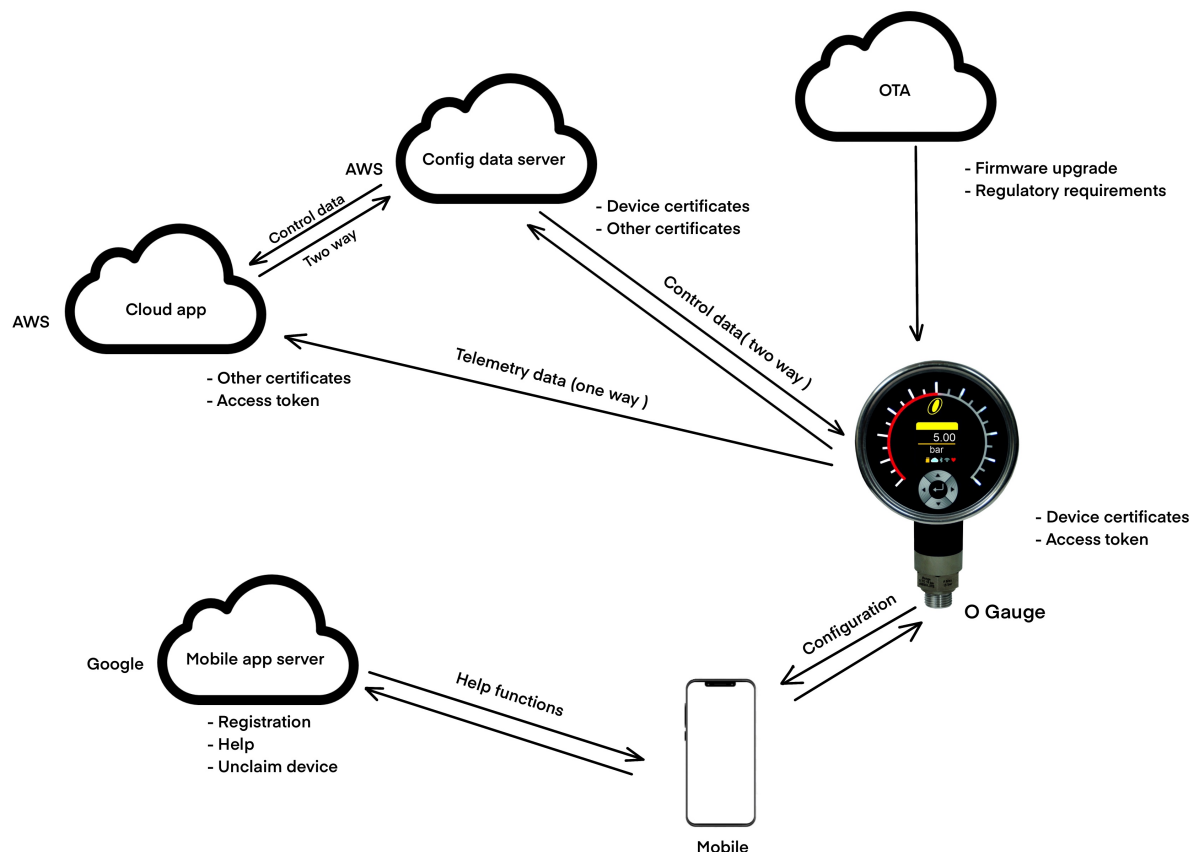 OTA
Config data server
AWS
- Firmware upgrade
- Regulatory requirements
Control data
Two way
- Device certificates
- Other certificates
Cloud app
AWS
Control data( two way )
Telemetry data (one way )
- Other certificates
- Access token
5.00
bar
- Device certificates
- Access token
O Gauge
Configuration
Mobile app server
Google
Help functions
- Registration
- Help
- Unclaim device
Mobile